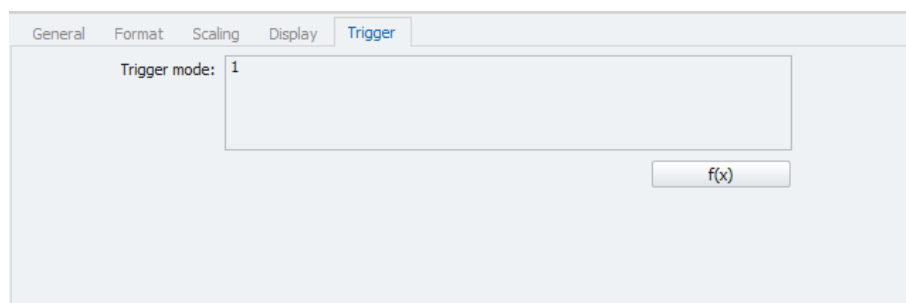 General Format Scaling Display Trigger
Trigger mode: 1
f(x)